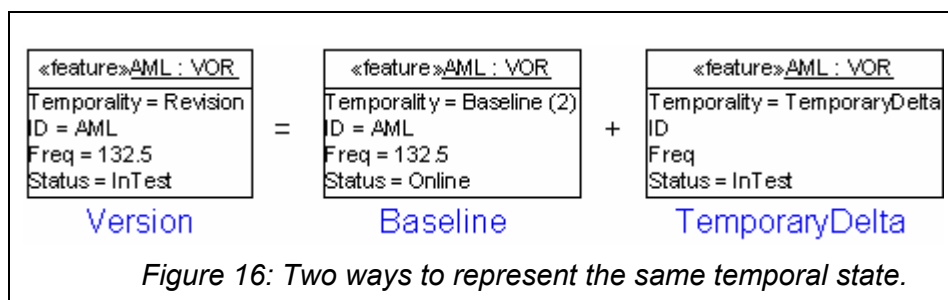 «feature»AML : VOR
Temporality = Revision
ID = AML
Freq = 132.5
Status = InTest
Version
=
«feature»AML : VOR
Temporality = Baseline (2)
ID = AML
Freq = 132.5
Status = Online
Baseline
+
«feature»AML : VOR
Temporality = TemporaryDelta
ID
Freq
Status = InTest
TemporaryDelta
Figure 16: Two ways to represent the same temporal state.